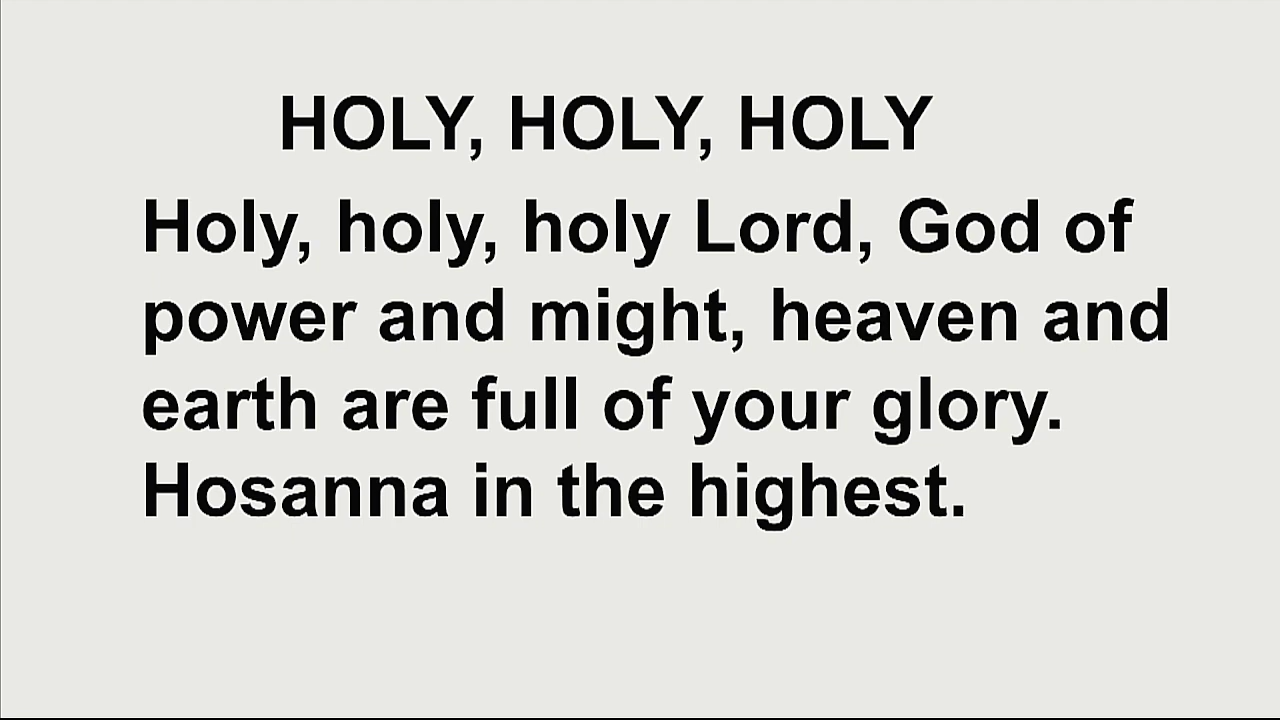 HOLY, HOLY, HOLY
Holy, holy, holy Lord, God of
power and might, heaven and
earth are full of your glory.
Hosanna in the highest.